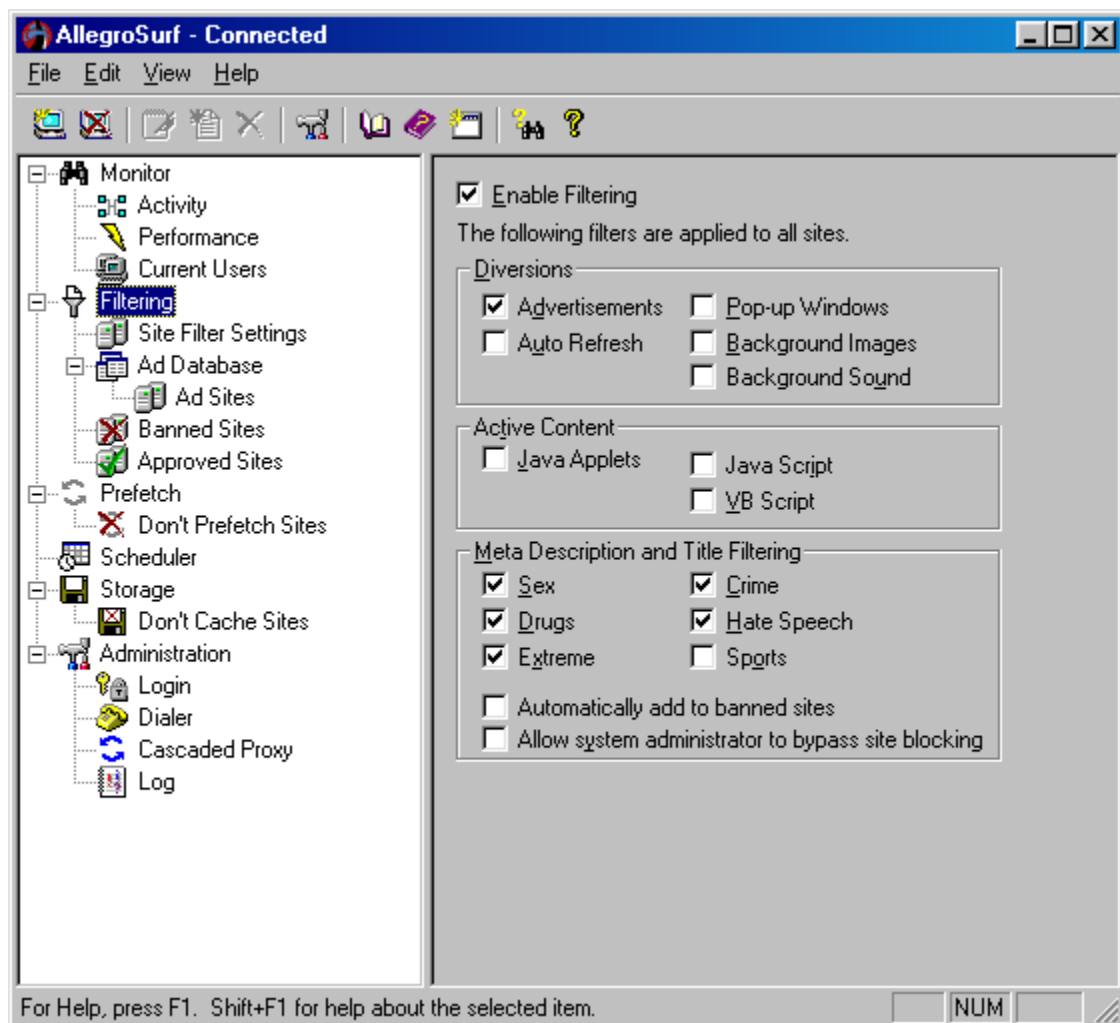 AllegroSurf - Connected
File Edit View Help
Monitor
Activity
Performance
Current Users
Filtering
Site Filter Settings
Ad Database
Ad Sites
Banned Sites
Approved Sites
Prefetch
Don't Prefetch Sites
Scheduler
Storage
Don't Cache Sites
Administration
Login
Dialer
Cascaded Proxy
Log
Enable Filtering
The following filters are applied to all sites.
Diversions
Advertisements Pop-up Windows
Auto Refresh Background Images
Background Sound
Active Content
Java Applets Java Script
VB Script
Meta Description and Title Filtering
Sex Crime
Drugs Hate Speech
Extreme Sports
Automatically add to banned sites
Allow system administrator to bypass site blocking
For Help, press F1. Shift+F1 for help about the selected item. NUM